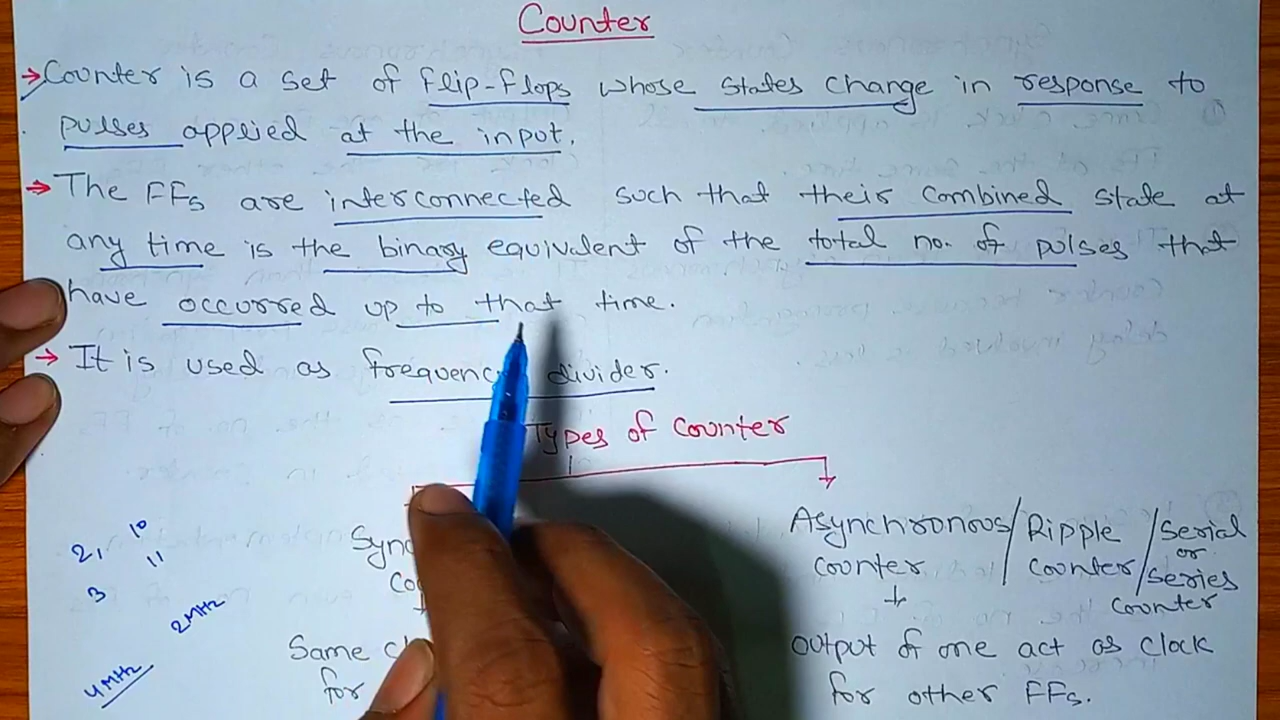 Counter
→ Counter is a set of flip-flops whose states change in response to
pulses applied at the input.
→ The FFs are interconnected such that their combined state at
any time is the binary equivalent of the total no. of pulses that
have occurred up to that time.
→ It is used as frequency divider.
Types of Counter
Asynchronous/Ripple/Serial
or
counter/counter/series
counter
Same
for
output of one act as clock
for other FFs.
2, 10
3 11
2MHz
4MHz